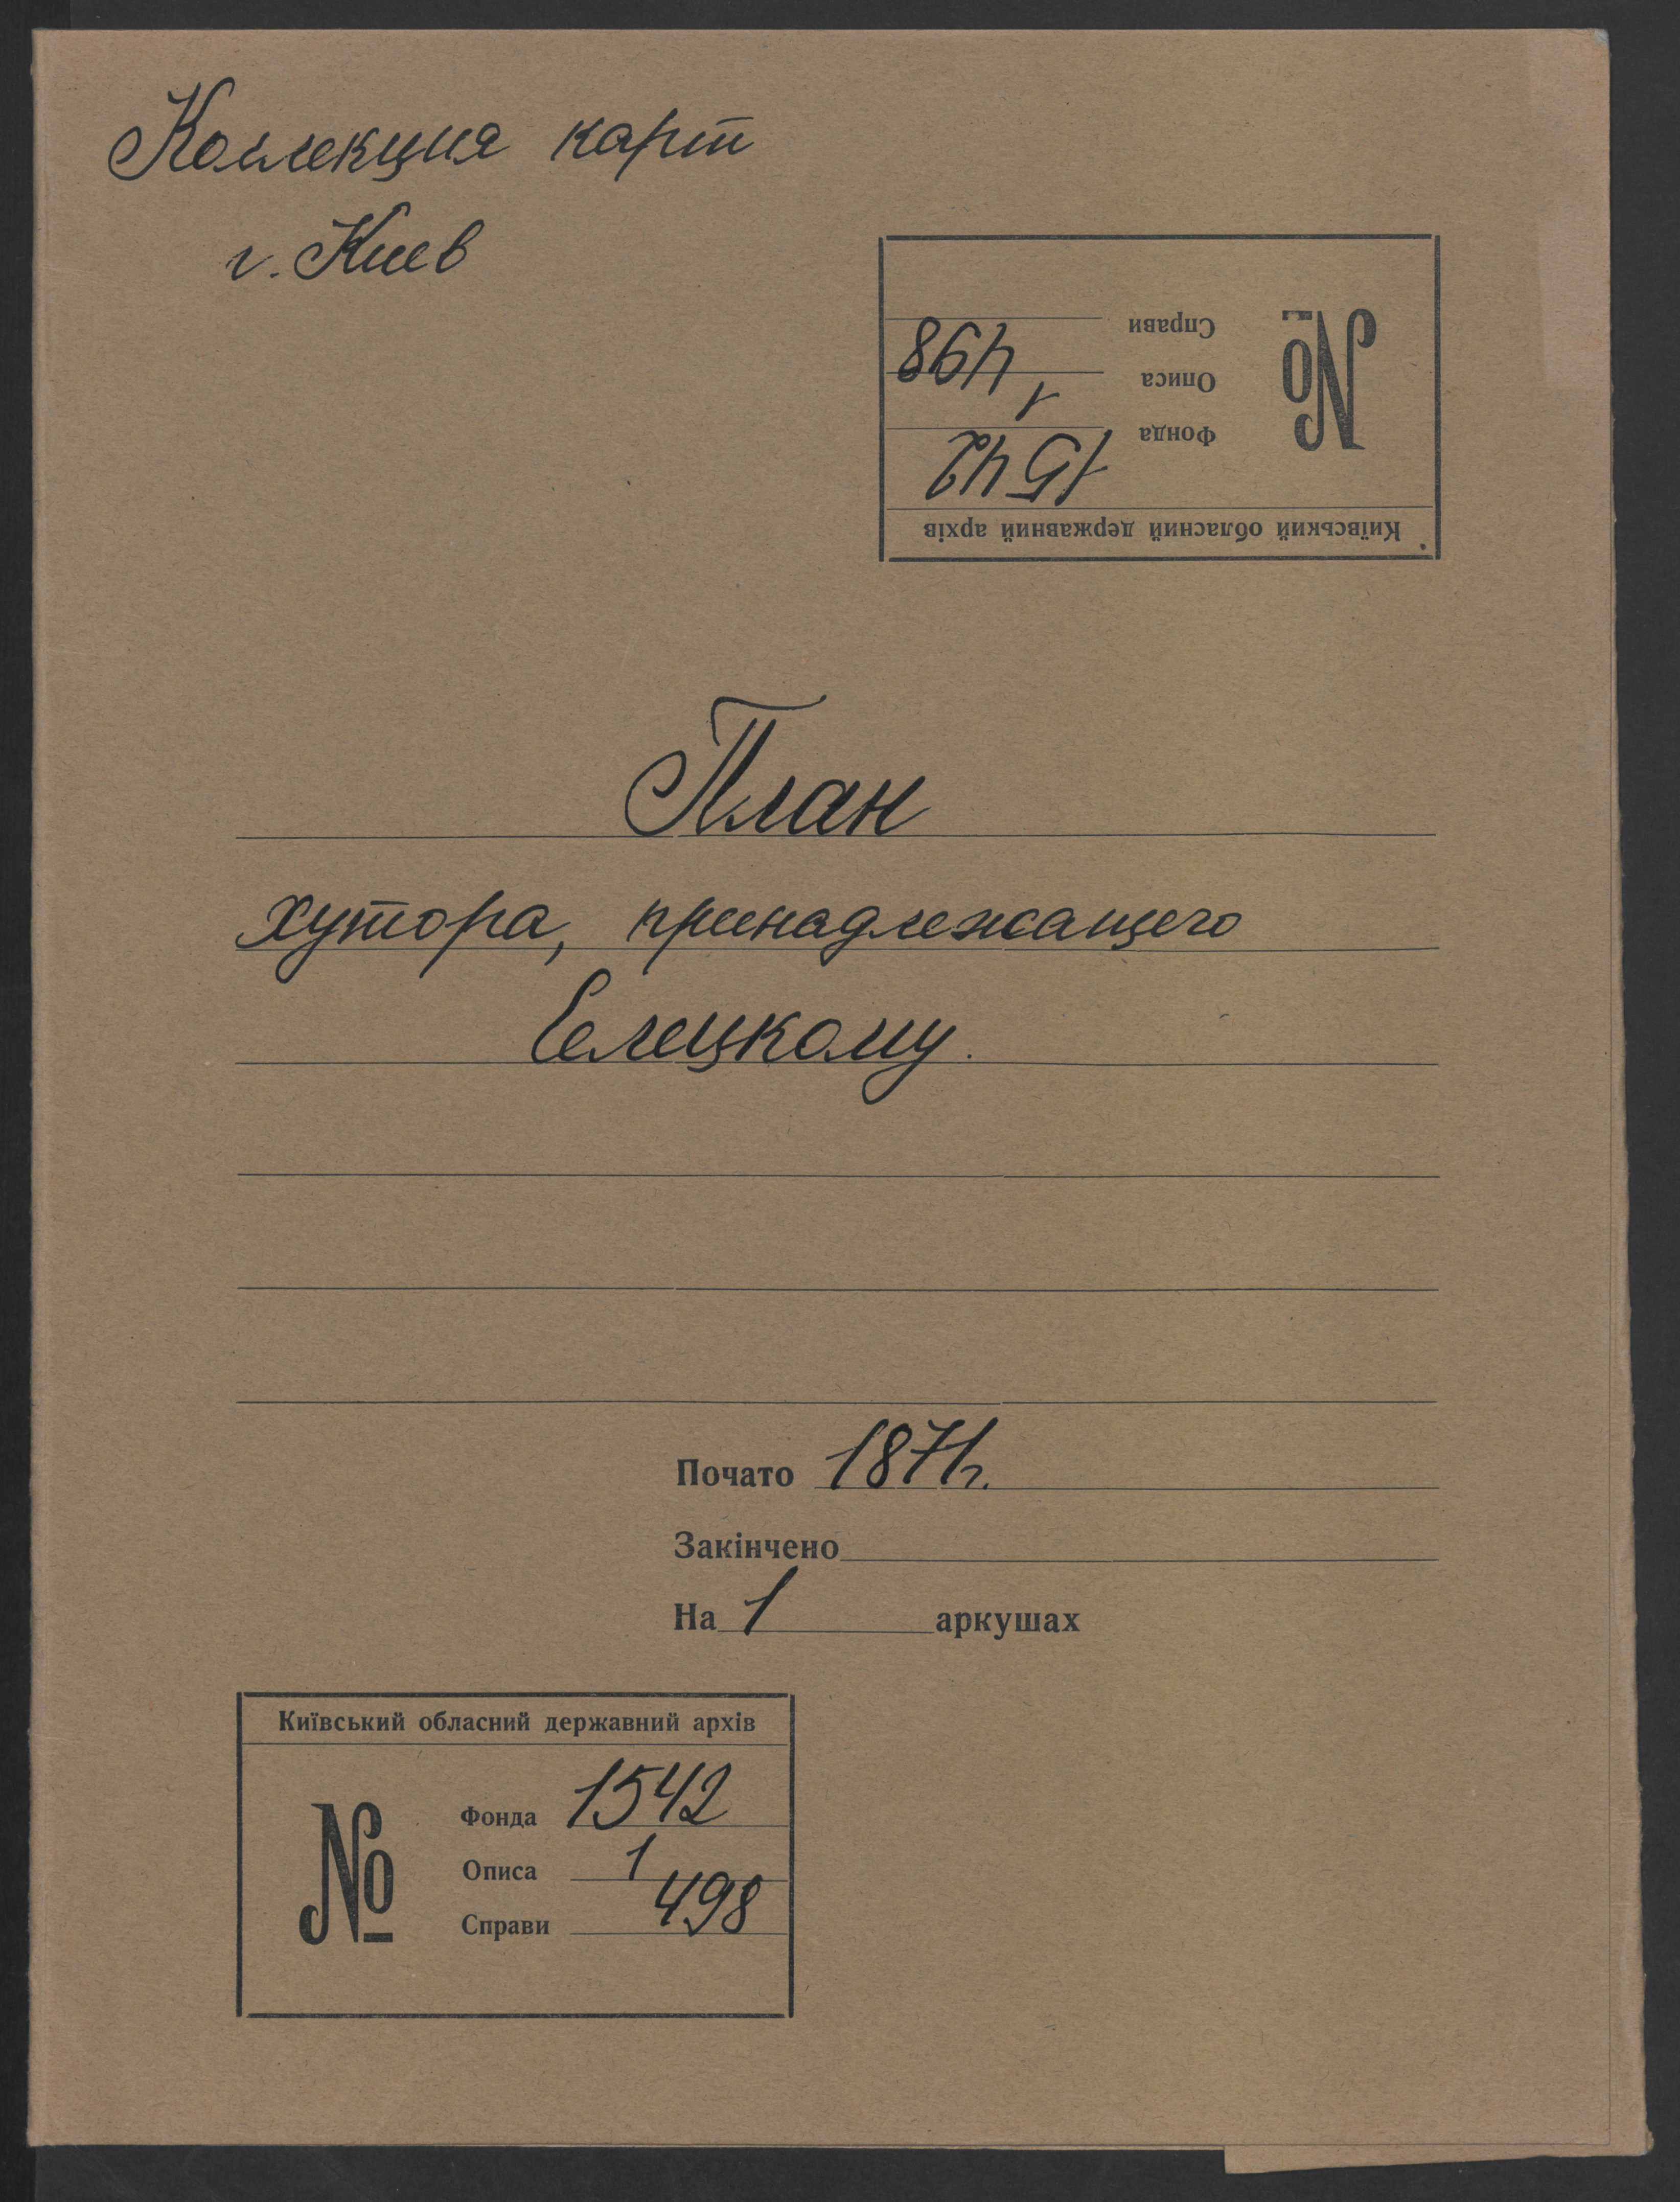 Коллекция карт
г. Киев
Київський обласний державний архів
№
Фонда 1542
Описа 1
Справи 498
План
хутора, принадлежащего
Елецкому.
Почато 1871г.
Закінчено
На 1 аркушах
Київський обласний державний архів
№
Фонда 1542
Описа 1
Справи 498